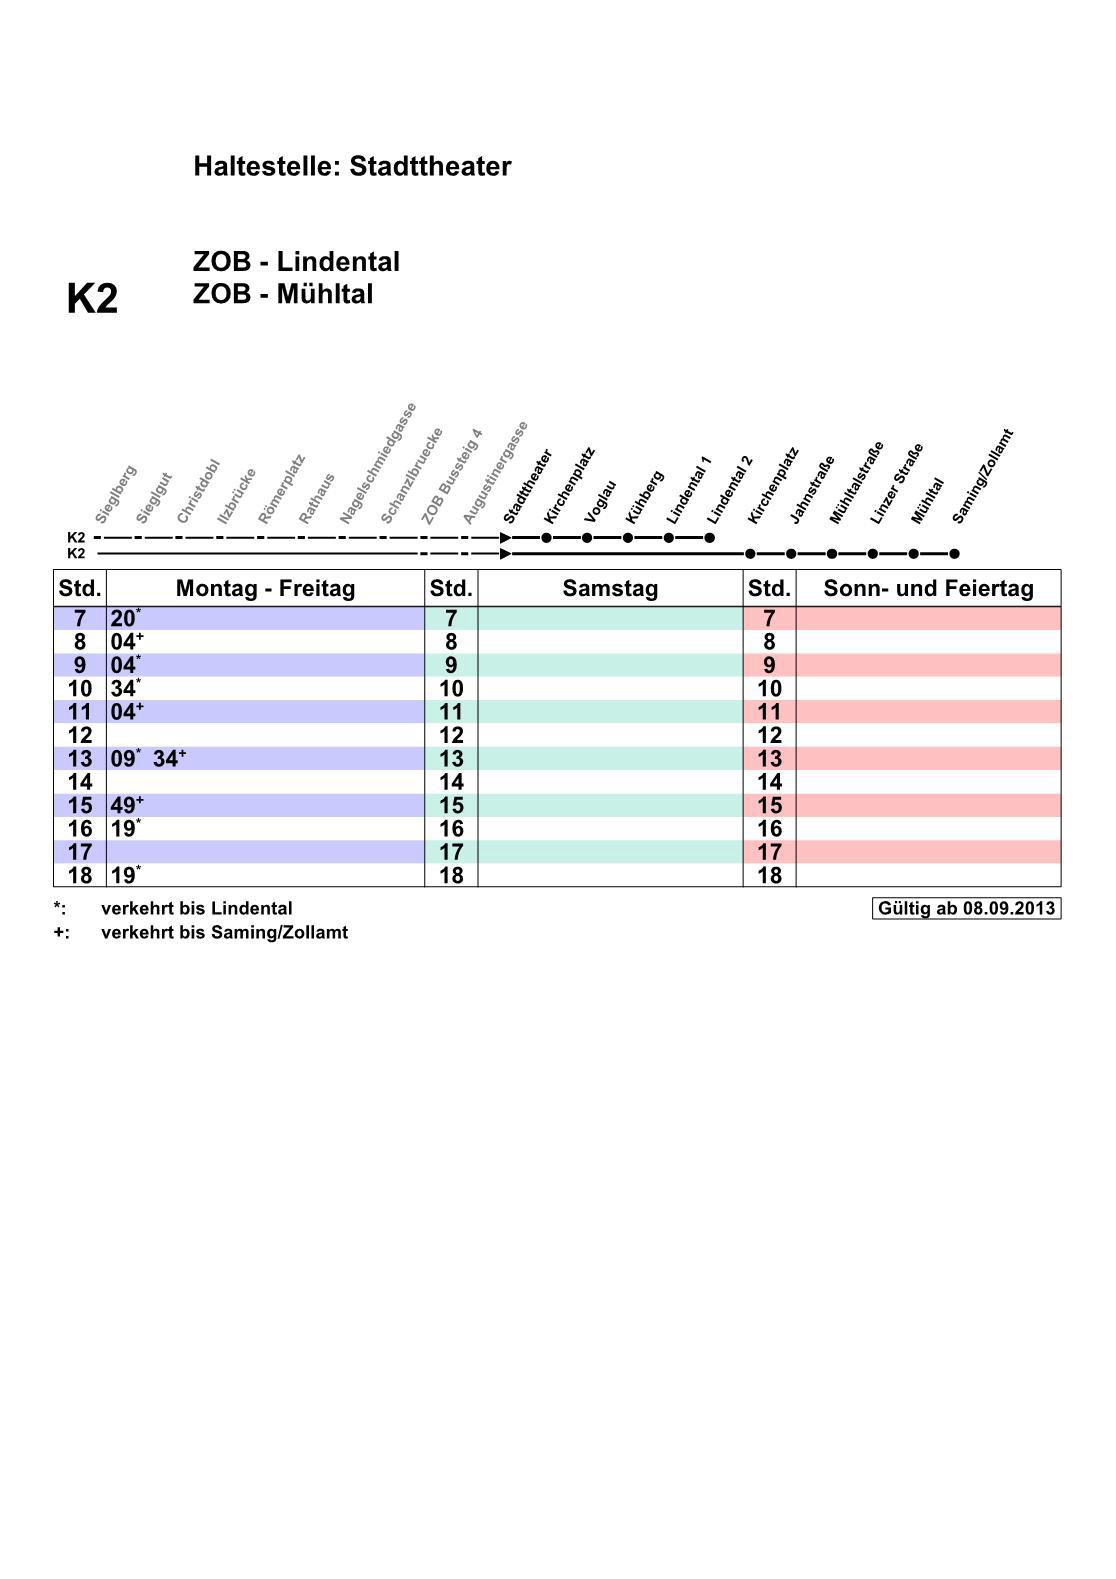 Haltestelle: Stadttheater
ZOB - Lindental
K2 ZOB - Mühltal
Sieglberg Sieglgut Christdobl Ilzbrücke Römerplatz Rathaus Nagelschmiedgasse Schanzlbruecke ZOB Bussteig 4 Augustinergasse Stadttheater Kirchenplatz Voglau Kühberg Lindental 1 Lindental 2 Kirchenplatz Jahnstraße Mühltalstraße Linzer Straße Mühltal Saming/Zollamt
K2
K2
Std. Montag - Freitag Std. Samstag Std. Sonn- und Feiertag
7 20* 7 7
8 04+ 8 8
9 04* 9 9
10 34* 10 10
11 04+ 11 11
12 12 12
13 09* 34+ 13 13
14 14 14
15 49+ 15 15
16 19* 16 16
17 17 17
18 19* 18 18
*: verkehrt bis Lindental Gültig ab 08.09.2013
+: verkehrt bis Saming/Zollamt